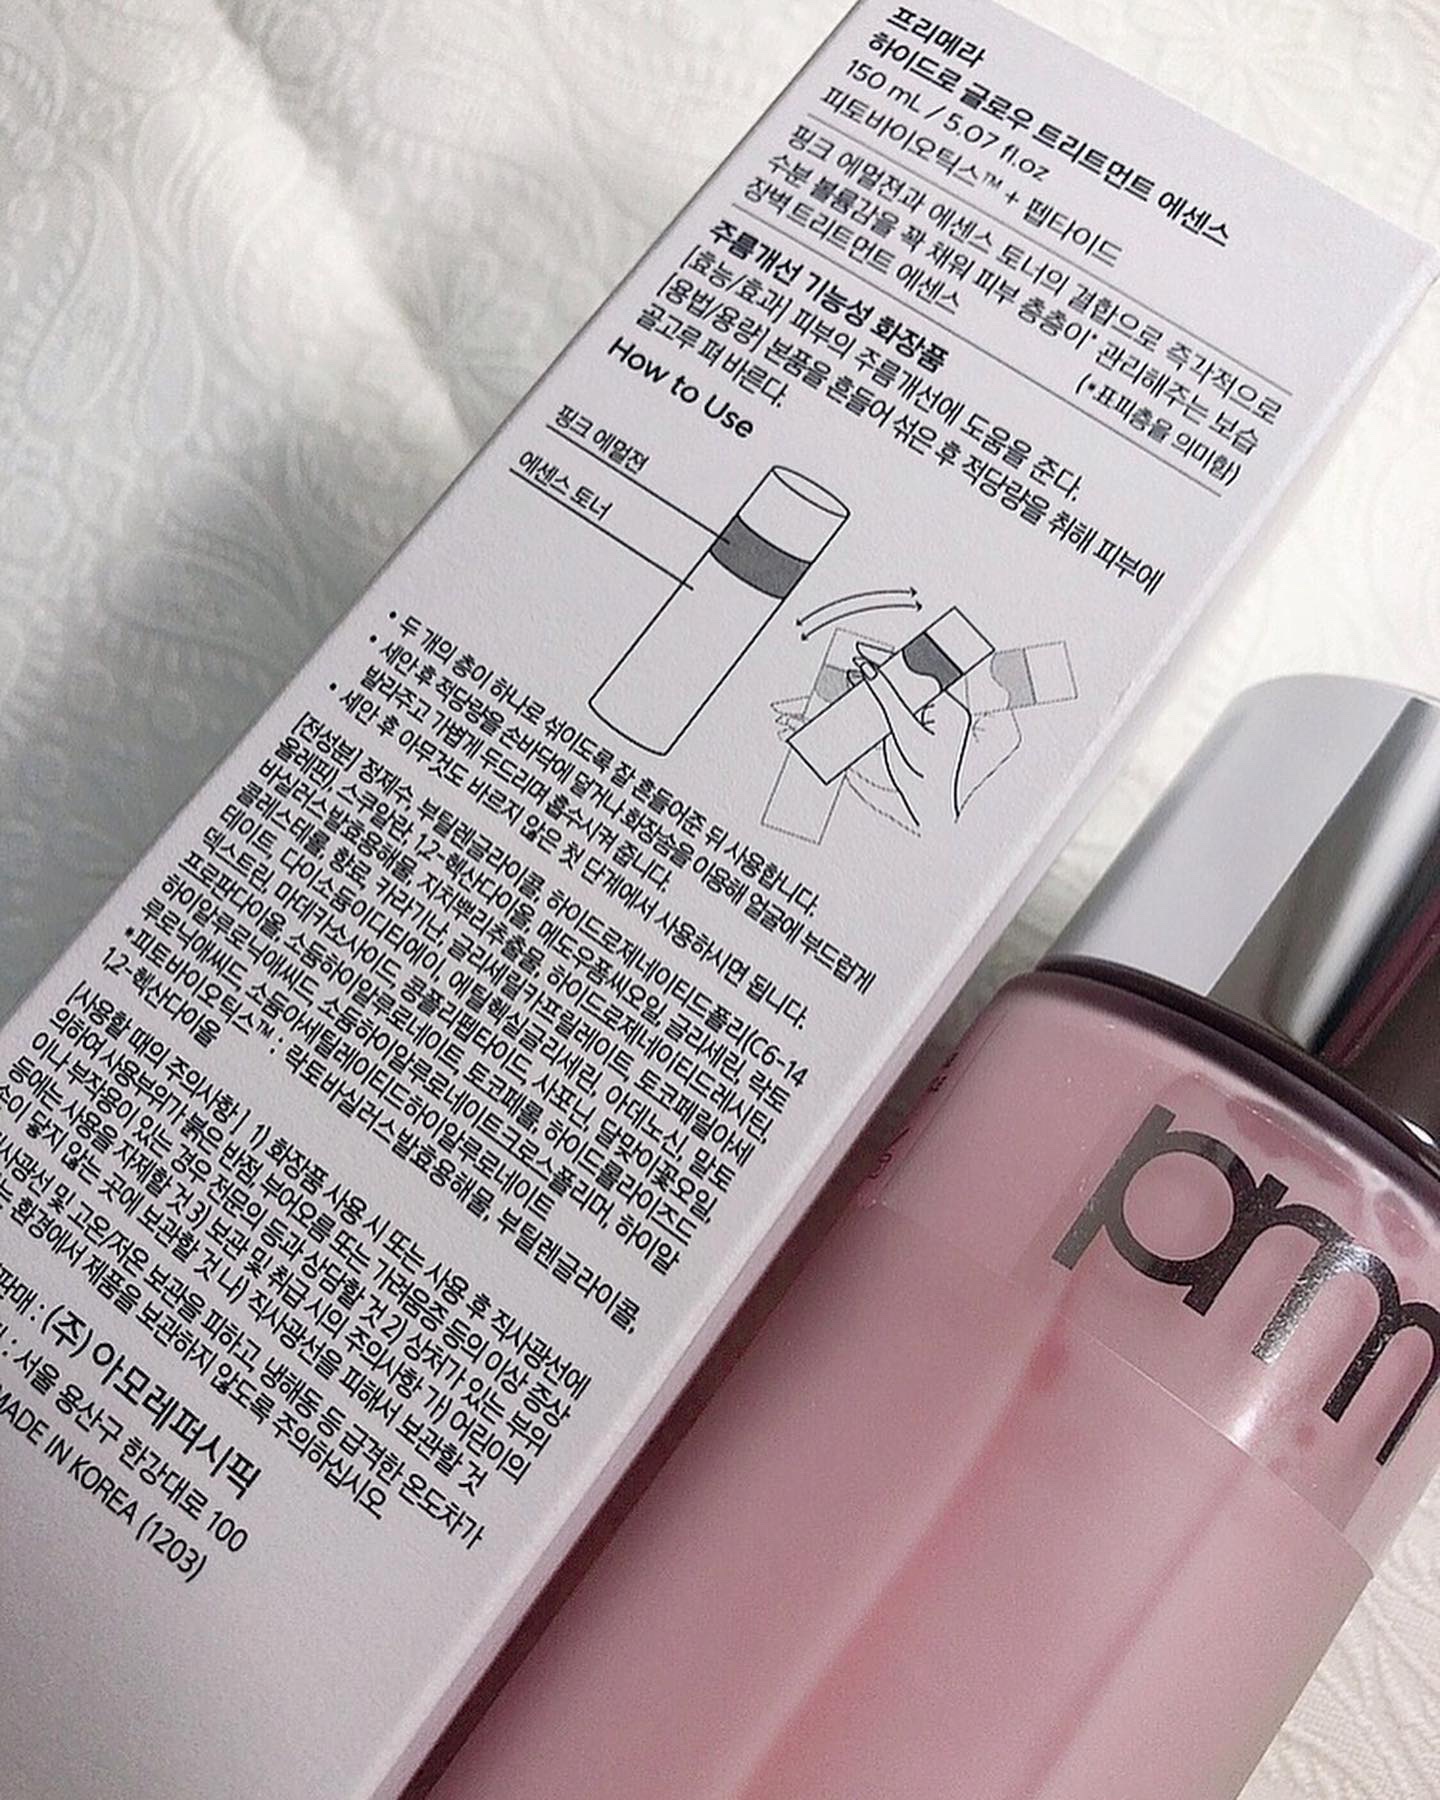 프리메라
하이드로 글로우 트리트먼트 에센스
150 mL / 5.07 fl.oz
피토바이오틱스™ + 펩타이드
핑크 에멀젼과 에센스 토너의 결합으로 즉각적으로
수분 볼륨감을 꽉 채워 피부 층층이* 관리해주는 보습
장벽 트리트먼트 에센스
(*표피층을 의미함)
주름개선 기능성 화장품
[효능/효과] 피부의 주름개선에 도움을 준다.
[용법/용량] 본품을 흔들어 섞은 후 적당량을 취해 피부에
골고루 펴 바른다.
How to Use
핑크 에멀젼
에센스 토너
• 두 개의 층이 하나로 섞이도록 잘 흔들어준 뒤 사용합니다.
• 세안 후 적당량을 손바닥에 덜거나 화장솜을 이용해 얼굴에 부드럽게
발라주고 가볍게 두드리며 흡수시켜 줍니다.
• 세안 후 아무것도 바르지 않은 첫 단계에서 사용하시면 됩니다.
[전성분] 정제수, 부틸렌글라이콜, 하이드로제네이티드폴리(C6-14
올레핀), 스쿠알란, 1,2-헥산다이올, 메도우폼씨오일, 글리세린, 락토
바실러스발효용해물, 지치뿌리추출물, 하이드로제네이티드레시틴,
콜레스테롤, 향료, 카라기난, 글리세릴카프릴레이트, 토코페릴아세
테이트, 다이소듐이디티에이, 에틸헥실글리세린, 아데노신, 말토
덱스트린, 마데카소사이드, 콩폴리펩타이드, 사포닌, 달맞이꽃오일,
프로판다이올, 소듐하이알루로네이트, 토코페롤, 하이드롤라이즈드
하이알루로닉애씨드, 소듐하이알루로네이트크로스폴리머, 하이알
루로닉애씨드, 소듐아세틸레이티드하이알루로네이트
*피토바이오틱스™ : 락토바실러스발효용해물, 부틸렌글라이콜,
1,2-헥산다이올
[사용할 때의 주의사항] 1) 화장품 사용 시 또는 사용 후 직사광선에
의하여 사용부위가 붉은 반점, 부어오름 또는 가려움증 등의 이상 증상
이나 부작용이 있는 경우 전문의 등과 상담할 것 2) 상처가 있는 부위
등에는 사용을 자제할 것 3) 보관 및 취급 시의 주의사항 가) 어린이의
손이 닿지 않는 곳에 보관할 것 나) 직사광선을 피해서 보관할 것
직사광선 및 고온/저온 보관을 피하고, 냉해동 등 급격한 온도차가
환경에서 제품을 보관하지 않도록 주의하십시오.
판매 : (주) 아모레퍼시픽
: 서울 용산구 한강대로 100
MADE IN KOREA (1203)
prim